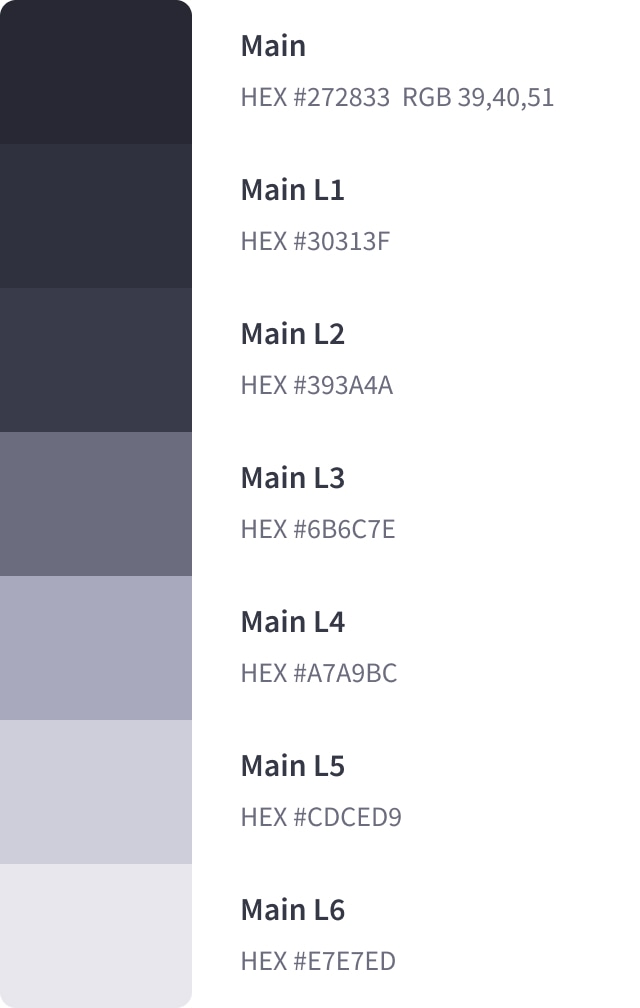 Main
HEX #272833  RGB 39,40,51
Main L1
HEX #30313F
Main L2
HEX #393A4A
Main L3
HEX #6B6C7E
Main L4
HEX #A7A9BC
Main L5
HEX #CDCED9
Main L6
HEX #E7E7ED